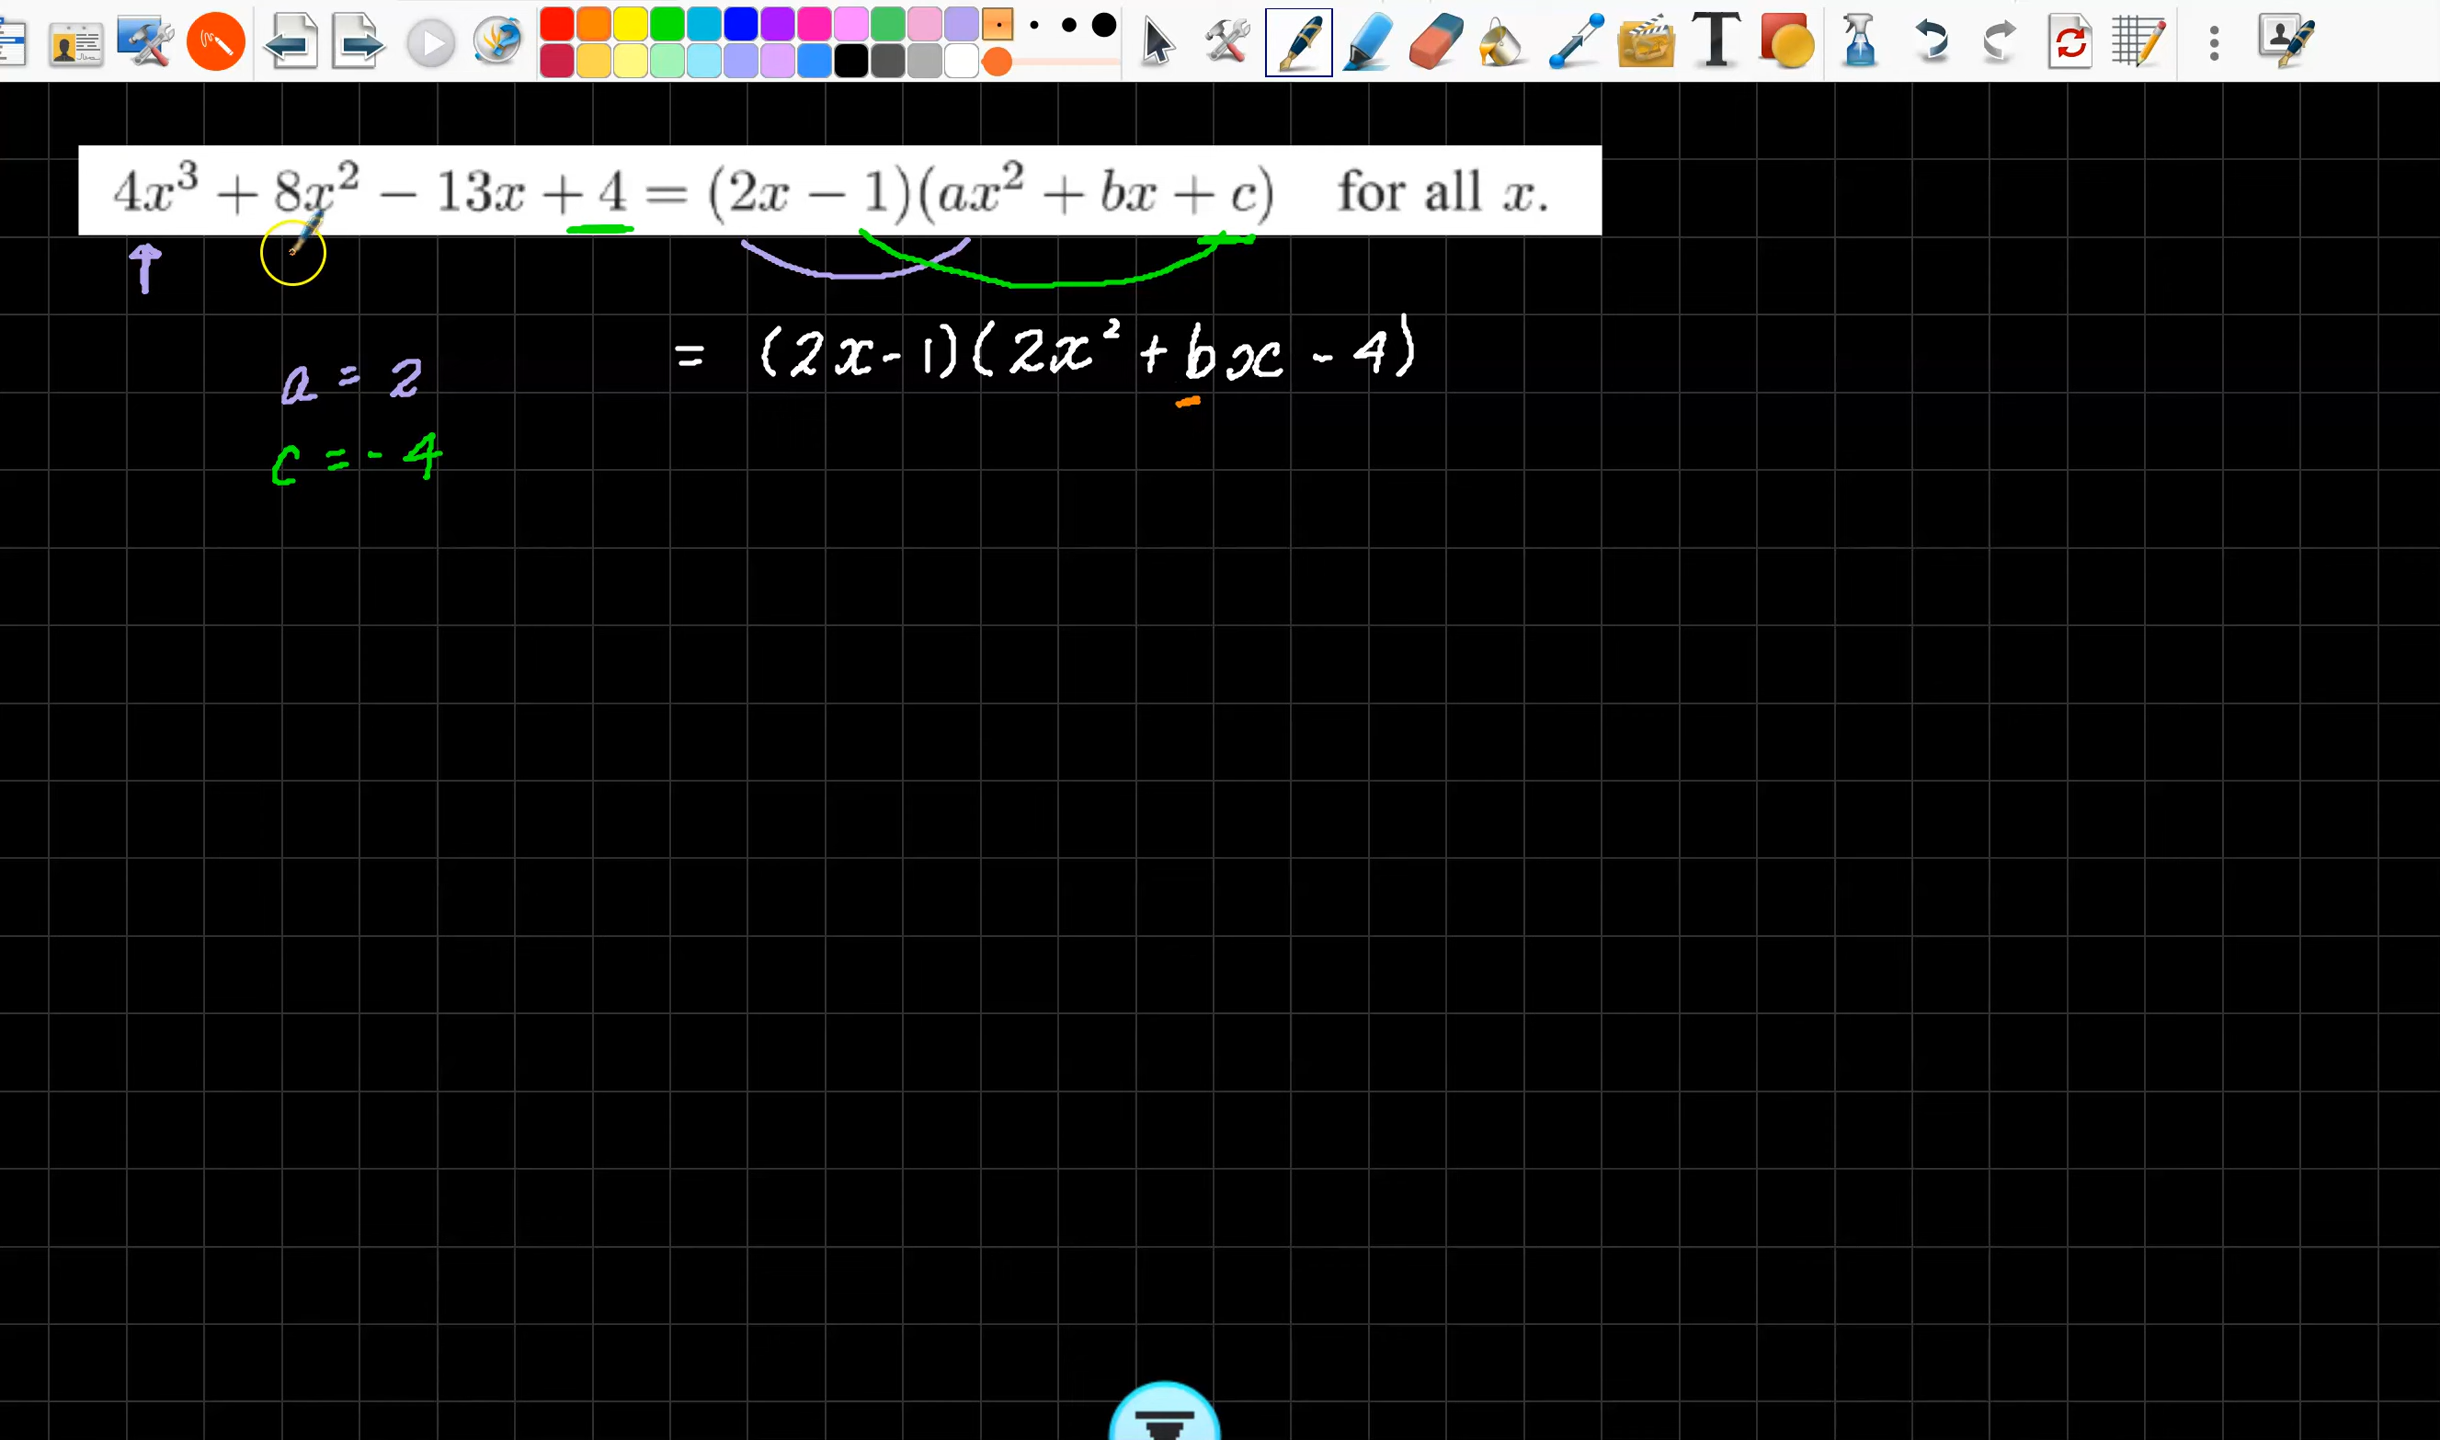 T
4x³ + 8x² − 13x + 4 = (2x − 1)(ax² + bx + c) for all x.
= (2x-1)(2x² + bx - 4)
a = 2
c = - 4